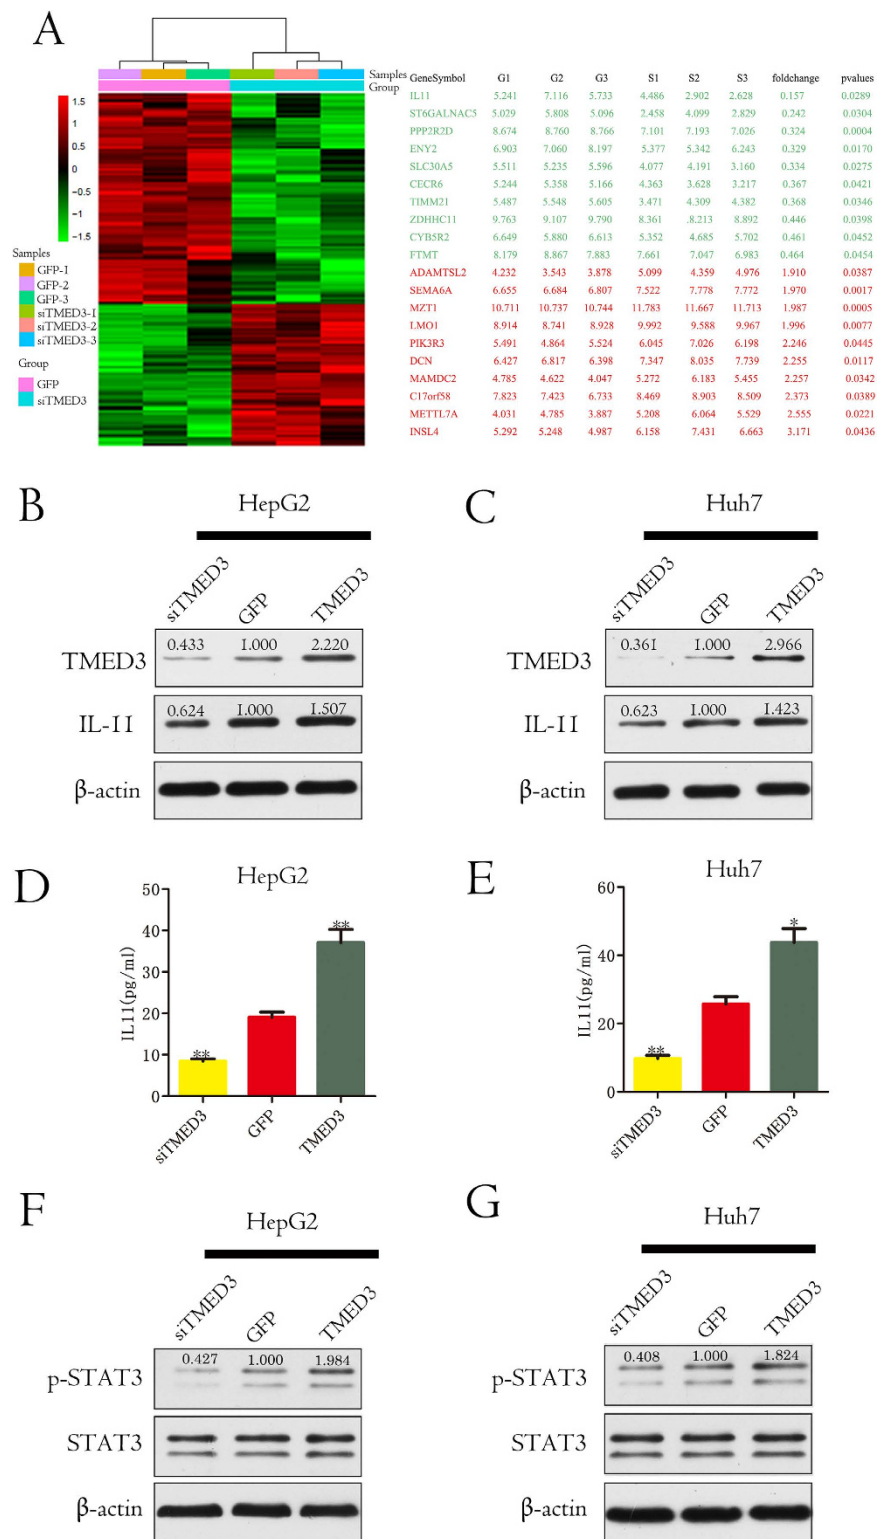 A
Samples
Group
1.5
1
0.5
0
−0.5
−1
−1.5
Samples
GFP-1
GFP-2
GFP-3
siTMED3-1
siTMED3-2
siTMED3-3
Group
GFP
siTMED3
GeneSymbol G1 G2 G3 S1 S2 S3 foldchange pvalues
IL11 5.241 7.116 5.733 4.486 2.902 2.628 0.157 0.0289
ST6GALNAC5 5.029 5.808 5.096 2.458 4.099 2.829 0.242 0.0304
PPP2R2D 8.674 8.760 8.766 7.101 7.193 7.026 0.324 0.0004
ENY2 6.903 7.060 8.197 5.377 5.342 6.243 0.329 0.0170
SLC30A5 5.511 5.235 5.596 4.077 4.191 3.160 0.334 0.0275
CECR6 5.244 5.358 5.166 4.363 3.628 3.217 0.367 0.0421
TIMM21 5.487 5.548 5.605 3.471 4.309 4.382 0.368 0.0346
ZDHHC11 9.763 9.107 9.790 8.361 .8.213 8.892 0.446 0.0398
CYB5R2 6.649 5.880 6.613 5.352 4.685 5.702 0.461 0.0452
FTMT 8.179 8.867 7.883 7.661 7.047 6.983 0.464 0.0454
ADAMTSL2 4.232 3.543 3.878 5.099 4.359 4.976 1.910 0.0387
SEMA6A 6.655 6.684 6.807 7.522 7.778 7.772 1.970 0.0017
MZT1 10.711 10.737 10.744 11.783 11.667 11.713 1.987 0.0005
LMO1 8.914 8.741 8.928 9.992 9.588 9.967 1.996 0.0077
PIK3R3 5.491 4.864 5.524 6.045 7.026 6.198 2.246 0.0445
DCN 6.427 6.817 6.398 7.347 8.035 7.739 2.255 0.0117
MAMDC2 4.785 4.622 4.047 5.272 6.183 5.455 2.257 0.0342
C17orf58 7.823 7.423 6.733 8.469 8.903 8.509 2.373 0.0389
METTL7A 4.031 4.785 3.887 5.208 6.064 5.529 2.555 0.0221
INSL4 5.292 5.248 4.987 6.158 7.431 6.663 3.171 0.0436
B
HepG2
siTMED3 GFP TMED3
TMED3 0.433 1.000 2.220
IL-11 0.624 1.000 1.507
β-actin
C
Huh7
siTMED3 GFP TMED3
TMED3 0.361 1.000 2.966
IL-11 0.623 1.000 1.423
β-actin
D
HepG2
IL11(pg/ml)
50
40
30
20
10
0
** **
siTMED3 GFP TMED3
E
Huh7
IL11(pg/ml)
60
40
20
0
** *
siTMED3 GFP TMED3
F
HepG2
siTMED3 GFP TMED3
p-STAT3 0.427 1.000 1.984
STAT3
β-actin
G
Huh7
siTMED3 GFP TMED3
p-STAT3 0.408 1.000 1.824
STAT3
β-actin